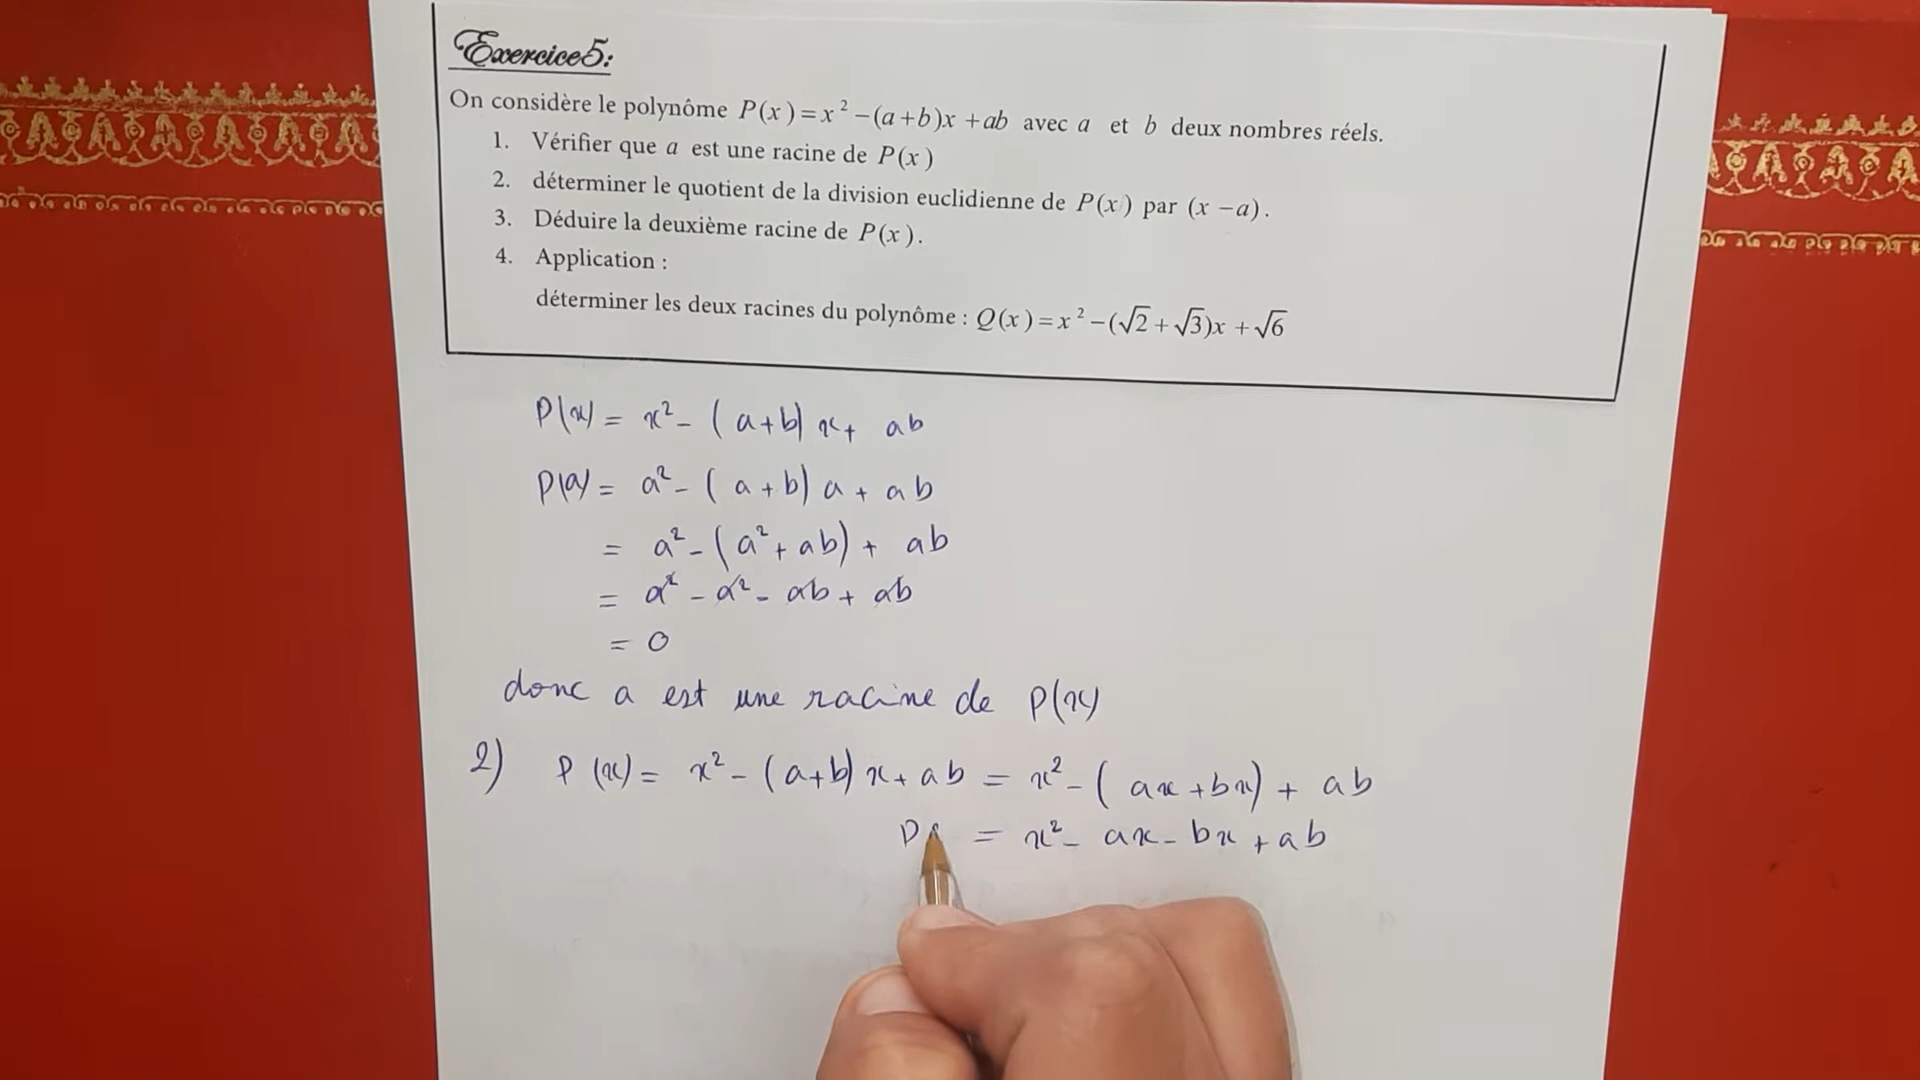 Exercice5:
On considère le polynôme P(x)=x²−(a+b)x+ab avec a et b deux nombres réels.
1. Vérifier que a est une racine de P(x)
2. déterminer le quotient de la division euclidienne de P(x) par (x−a).
3. Déduire la deuxième racine de P(x).
4. Application :
déterminer les deux racines du polynôme : Q(x)=x²−(√2+√3)x+√6
P(x) = x² - (a+b) x + ab
P(a) = a² - (a+b) a + ab
= a² - (a² + ab) + ab
= a² - a² - ab + ab
= 0
donc a est une racine de P(x)
2) P(x) = x² - (a+b) x + ab = x² - (ax + bx) + ab
P = x² - ax - bx + ab